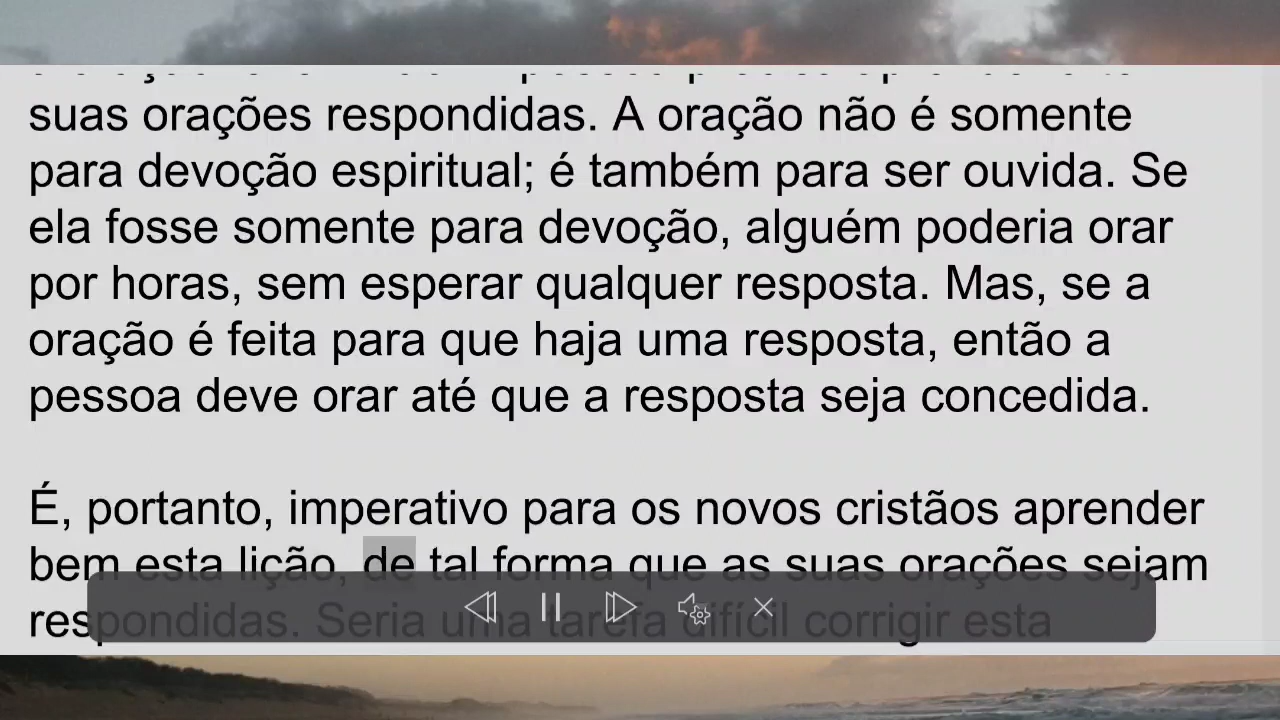 suas orações respondidas. A oração não é somente
para devoção espiritual; é também para ser ouvida. Se
ela fosse somente para devoção, alguém poderia orar
por horas, sem esperar qualquer resposta. Mas, se a
oração é feita para que haja uma resposta, então a
pessoa deve orar até que a resposta seja concedida.
É, portanto, imperativo para os novos cristãos aprender
bem esta lição, de tal forma que as suas orações sejam
respondidas. Seria uma tarefa difícil corrigir esta